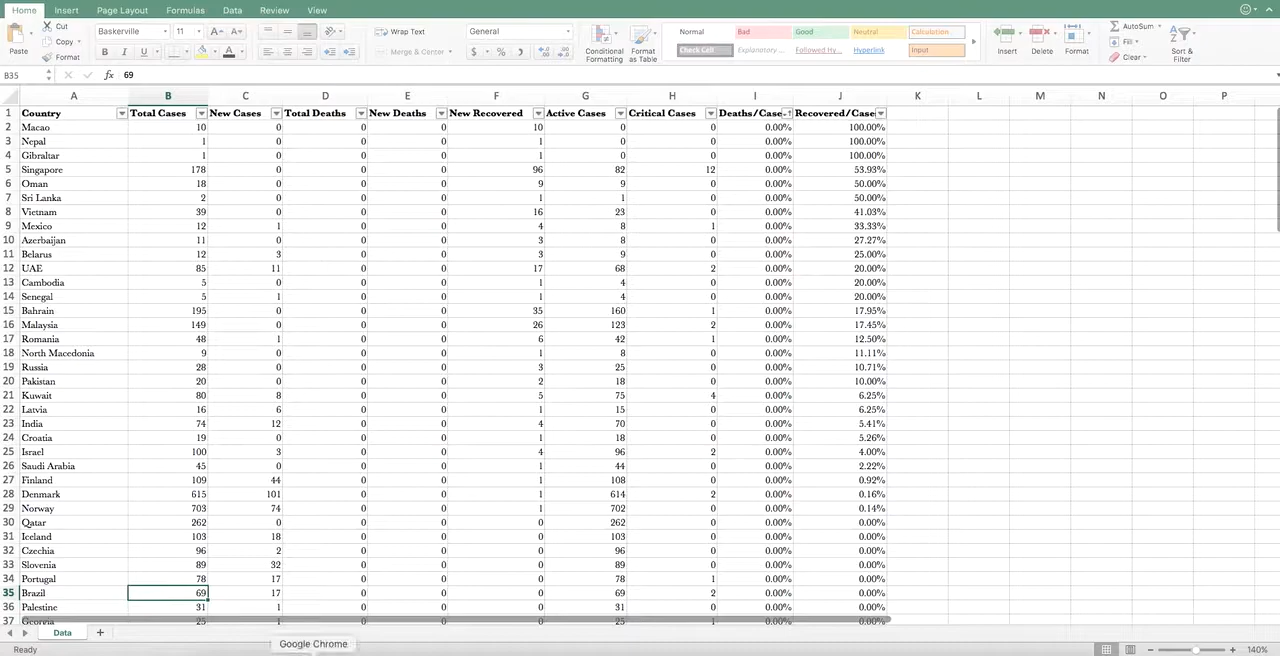 Home Insert Page Layout Formulas Data Review View
Cut Baskerville 11 A A Wrap Text General Normal Bad Good Neutral Calculation AutoSum
Paste Copy Fill
Format B I U A Merge & Center $ % Conditional Formatting Format as Table Check Cell Explanatory ... Followed Hy... Hyperlink Input Insert Delete Format Clear Sort & Filter
B35 fx 69
A B C D E F G H I J K L M N O P
1 Country Total Cases New Cases Total Deaths New Deaths New Recovered Active Cases Critical Cases Deaths/Case Recovered/Case
2 Macao 10 0 0 0 10 0 0 0.00% 100.00%
3 Nepal 1 0 0 0 1 0 0 0.00% 100.00%
4 Gibraltar 1 0 0 0 1 0 0 0.00% 100.00%
5 Singapore 178 0 0 0 96 82 12 0.00% 53.93%
6 Oman 18 0 0 0 9 9 0 0.00% 50.00%
7 Sri Lanka 2 0 0 0 1 1 0 0.00% 50.00%
8 Vietnam 39 0 0 0 16 23 0 0.00% 41.03%
9 Mexico 12 1 0 0 4 8 1 0.00% 33.33%
10 Azerbaijan 11 0 0 0 3 8 0 0.00% 27.27%
11 Belarus 12 3 0 0 3 9 0 0.00% 25.00%
12 UAE 85 11 0 0 17 68 2 0.00% 20.00%
13 Cambodia 5 0 0 0 1 4 0 0.00% 20.00%
14 Senegal 5 1 0 0 1 4 0 0.00% 20.00%
15 Bahrain 195 0 0 0 35 160 1 0.00% 17.95%
16 Malaysia 149 0 0 0 26 123 2 0.00% 17.45%
17 Romania 48 1 0 0 6 42 1 0.00% 12.50%
18 North Macedonia 9 0 0 0 1 8 0 0.00% 11.11%
19 Russia 28 0 0 0 3 25 0 0.00% 10.71%
20 Pakistan 20 0 0 0 2 18 0 0.00% 10.00%
21 Kuwait 80 8 0 0 5 75 4 0.00% 6.25%
22 Latvia 16 6 0 0 1 15 0 0.00% 6.25%
23 India 74 12 0 0 4 70 0 0.00% 5.41%
24 Croatia 19 0 0 0 1 18 0 0.00% 5.26%
25 Israel 100 3 0 0 4 96 2 0.00% 4.00%
26 Saudi Arabia 45 0 0 0 1 44 0 0.00% 2.22%
27 Finland 109 44 0 0 1 108 0 0.00% 0.92%
28 Denmark 615 101 0 0 1 614 2 0.00% 0.16%
29 Norway 703 74 0 0 1 702 0 0.00% 0.14%
30 Qatar 262 0 0 0 0 262 0 0.00% 0.00%
31 Iceland 103 18 0 0 0 103 0 0.00% 0.00%
32 Czechia 96 2 0 0 0 96 0 0.00% 0.00%
33 Slovenia 89 32 0 0 0 89 0 0.00% 0.00%
34 Portugal 78 17 0 0 0 78 1 0.00% 0.00%
35 Brazil 69 17 0 0 0 69 2 0.00% 0.00%
36 Palestine 31 1 0 0 0 31 0 0.00% 0.00%
37 Georgia 25 1 0 0 0 25 1 0.00% 0.00%
Data +
Google Chrome
Ready 140%